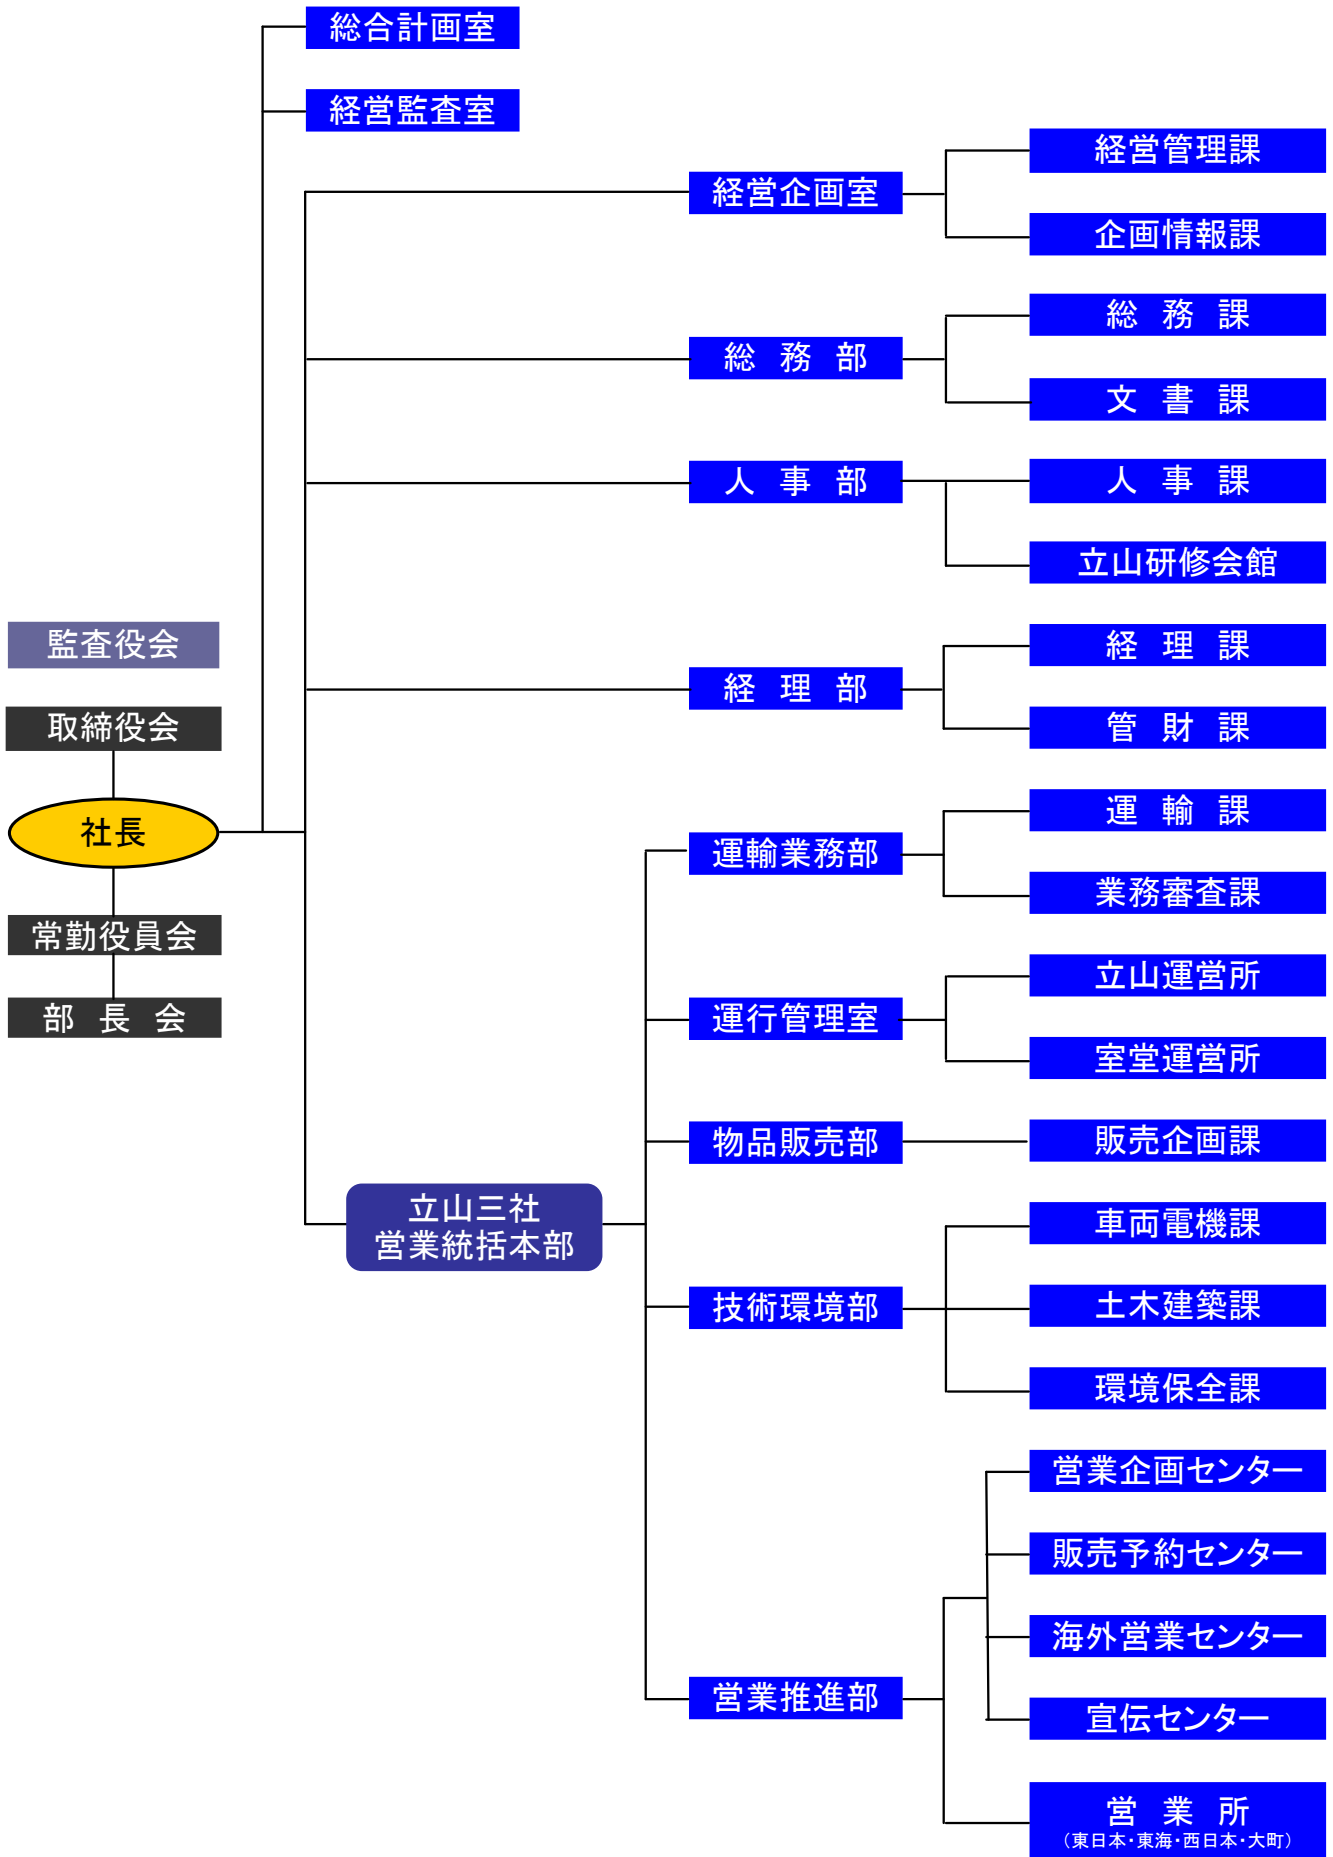 総合計画室
経営監査室
経営企画室
経営管理課
企画情報課
総　務　部
総　務　課
文　書　課
人　事　部
人　事　課
立山研修会館
監査役会
取締役会
社長
常勤役員会
部　長　会
経　理　部
経　理　課
管　財　課
立山三社
営業統括本部
運輸業務部
運　輸　課
業務審査課
運行管理室
立山運営所
室堂運営所
物品販売部
販売企画課
技術環境部
車両電機課
土木建築課
環境保全課
営業推進部
営業企画センター
販売予約センター
海外営業センター
宣伝センター
営　業　所
（東日本・東海・西日本・大町）